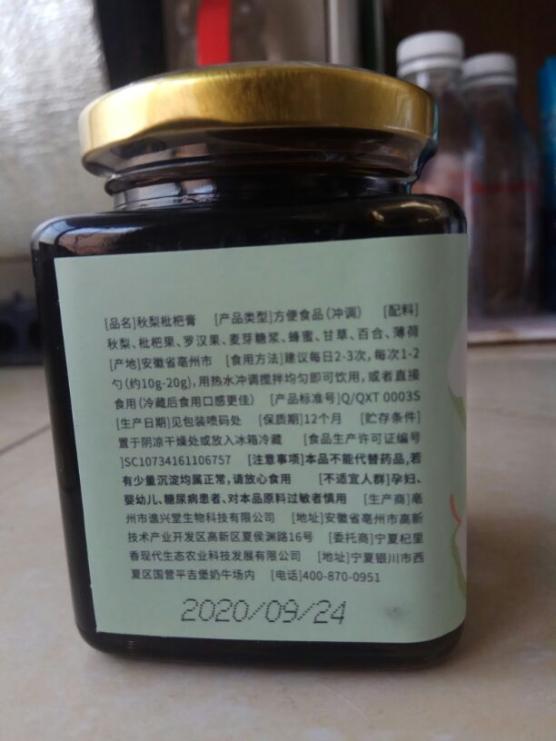 [品名]秋梨枇杷膏 [产品类型]方便食品(冲调) [配料]
秋梨、枇杷果、罗汉果、麦芽糖浆、蜂蜜、甘草、百合、薄荷
[产地]安徽省亳州市 [食用方法]建议每日2-3次,每次1-2
勺(约10g-20g),用热水冲调搅拌均匀即可饮用,或者直接
食用(冷藏后食用口感更佳) [产品标准号]Q/QXT 0003S
[生产日期]见包装喷码处 [保质期]12个月 [贮存条件]
置于阴凉干燥处或放入冰箱冷藏 [食品生产许可证编号
]SC10734161106757 [注意事项]本品不能代替药品,若
有少量沉淀均属正常,请放心食用 [不适宜人群]孕妇、
婴幼儿、糖尿病患者、对本品原料过敏者慎用 [生产商]亳
州市谯兴堂生物科技有限公司 [地址]安徽省亳州市高新
技术产业开发区高新区夏侯渊路16号 [委托商]宁夏杞里
香现代生态农业科技发展有限公司 [地址]宁夏银川市西
夏区国营平吉堡奶牛场内 [电话]400-870-0951
2020/09/24